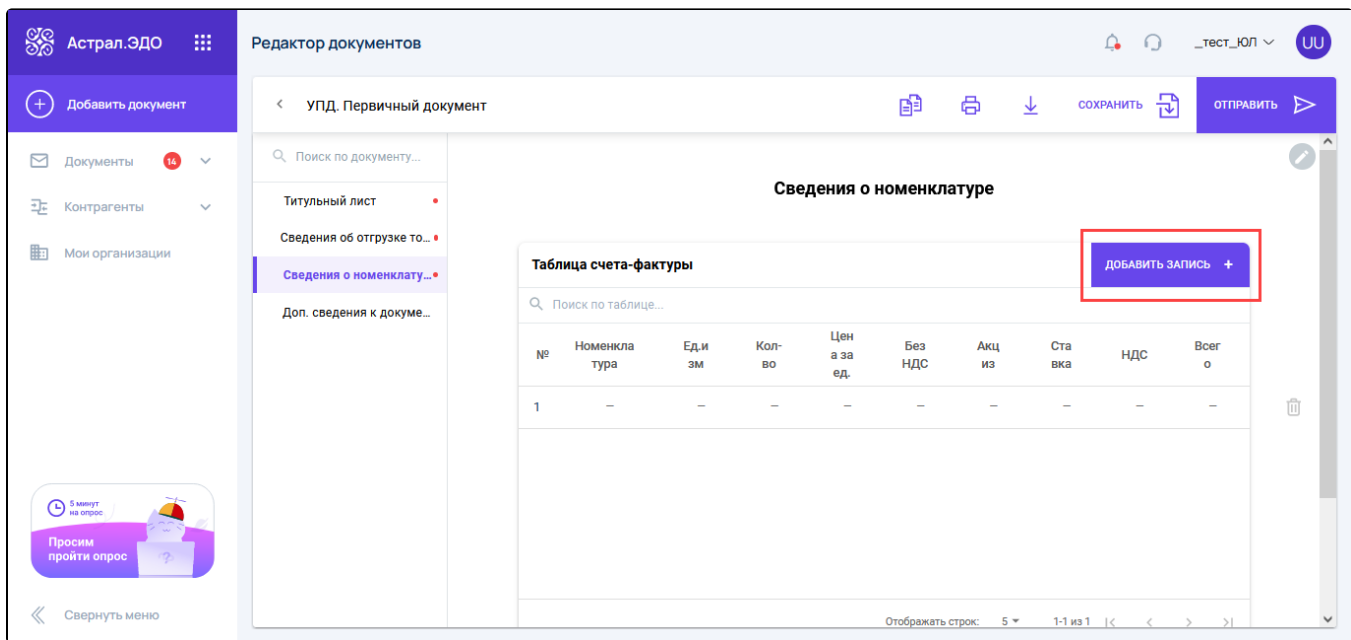 Астрал.ЭДО
Редактор документов
_тест_ЮЛ
UU
Добавить документ
УПД. Первичный документ
СОХРАНИТЬ
ОТПРАВИТЬ
Документы 14
Контрагенты
Мои организации
Поиск по документу...
Титульный лист
Сведения об отгрузке то...
Сведения о номенклату...
Доп. сведения к докуме...
Сведения о номенклатуре
Таблица счета-фактуры
ДОБАВИТЬ ЗАПИСЬ +
Поиск по таблице...
№ Номенкла Ед.и Кол- Цен Без Акц Ста НДС Всег
тура зм во а за НДС из вка о
ед.
1 – – – – – – – – –
5 минут
на опрос
Просим
пройти опрос
?
Свернуть меню
Отображать строк: 5 1-1 из 1 |< < > >|